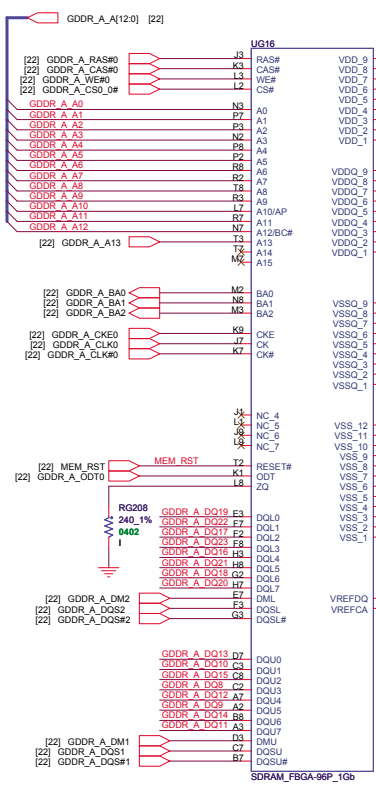 GDDR_A_A[12:0] [22]
UG16
[22] GDDR_A_RAS#0 J3 RAS# VDD_9
[22] GDDR_A_CAS#0 K3 CAS# VDD_8
[22] GDDR_A_WE#0 L3 WE# VDD_7
[22] GDDR_A_CS0_0# L2 CS# VDD_6
VDD_5
GDDR_A_A0 N3 A0 VDD_4
GDDR_A_A1 P7 A1 VDD_3
GDDR_A_A2 P3 A2 VDD_2
GDDR_A_A3 N2 A3 VDD_1
GDDR_A_A4 P8 A4
GDDR_A_A5 P2 A5
GDDR_A_A6 R8 A6 VDDQ_9
GDDR_A_A7 R2 A7 VDDQ_8
GDDR_A_A8 T8 A8 VDDQ_7
GDDR_A_A9 R3 A9 VDDQ_6
GDDR_A_A10 L7 A10/AP VDDQ_5
GDDR_A_A11 R7 A11 VDDQ_4
GDDR_A_A12 N7 A12/BC# VDDQ_3
[22] GDDR_A_A13 T3 A13 VDDQ_2
T7 A14 VDDQ_1
M7 A15
[22] GDDR_A_BA0 M2 BA0
[22] GDDR_A_BA1 N8 BA1 VSSQ_9
[22] GDDR_A_BA2 M3 BA2 VSSQ_8
VSSQ_7
[22] GDDR_A_CKE0 K9 CKE VSSQ_6
[22] GDDR_A_CLK0 J7 CK VSSQ_5
[22] GDDR_A_CLK#0 K7 CK# VSSQ_4
VSSQ_3
VSSQ_2
VSSQ_1
J1 NC_4
L1 NC_5 VSS_12
J9 NC_6 VSS_11
L9 NC_7 VSS_10
VSS_9
[22] MEM_RST MEM_RST T2 RESET# VSS_8
[22] GDDR_A_ODT0 K1 ODT VSS_7
L8 ZQ VSS_6
VSS_5
RG208 VSS_4
240_1%
0402
I
GDDR_A_DQ19 E3 DQL0 VSS_3
GDDR_A_DQ22 F7 DQL1 VSS_2
GDDR_A_DQ17 F2 DQL2 VSS_1
GDDR_A_DQ23 F8 DQL3
GDDR_A_DQ16 H3 DQL4
GDDR_A_DQ21 H8 DQL5
GDDR_A_DQ18 G2 DQL6
GDDR_A_DQ20 H7 DQL7
[22] GDDR_A_DM2 E7 DML VREFDQ
[22] GDDR_A_DQS2 F3 DQSL VREFCA
[22] GDDR_A_DQS#2 G3 DQSL#
GDDR_A_DQ13 D7 DQU0
GDDR_A_DQ10 C3 DQU1
GDDR_A_DQ15 C8 DQU2
GDDR_A_DQ8 C2 DQU3
GDDR_A_DQ12 A7 DQU4
GDDR_A_DQ9 A2 DQU5
GDDR_A_DQ14 B8 DQU6
GDDR_A_DQ11 A3 DQU7
[22] GDDR_A_DM1 D3 DMU
[22] GDDR_A_DQS1 C7 DQSU
[22] GDDR_A_DQS#1 B7 DQSU#
SDRAM_FBGA-96P_1Gb